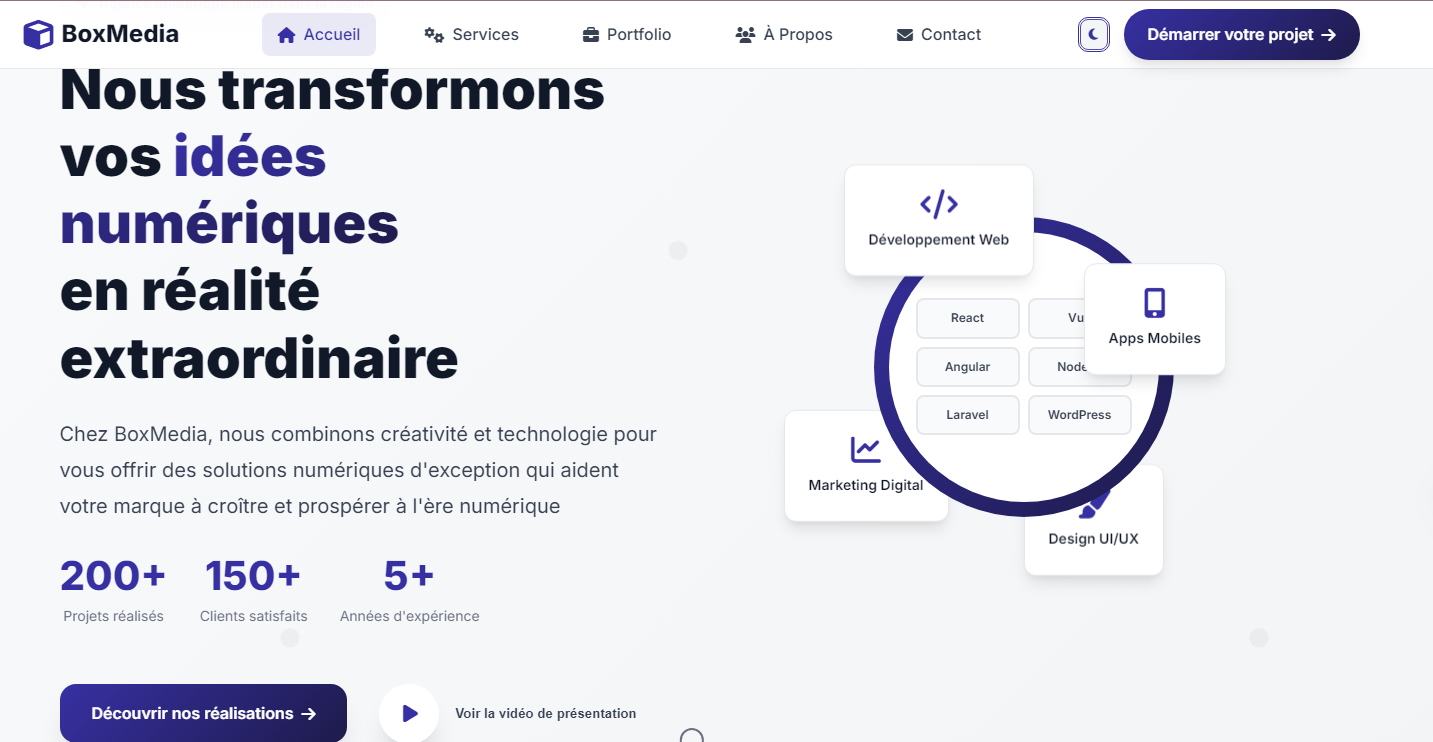 BoxMedia
Accueil
Services
Portfolio
À Propos
Contact
Démarrer votre projet
Nous transformons
vos idées
numériques
en réalité
extraordinaire
Chez BoxMedia, nous combinons créativité et technologie pour
vous offrir des solutions numériques d'exception qui aident
votre marque à croître et prospérer à l'ère numérique
200+
Projets réalisés
150+
Clients satisfaits
5+
Années d'expérience
Découvrir nos réalisations
Voir la vidéo de présentation
Développement Web
Apps Mobiles
React
Vu
Angular
Node
Laravel
WordPress
Marketing Digital
Design UI/UX